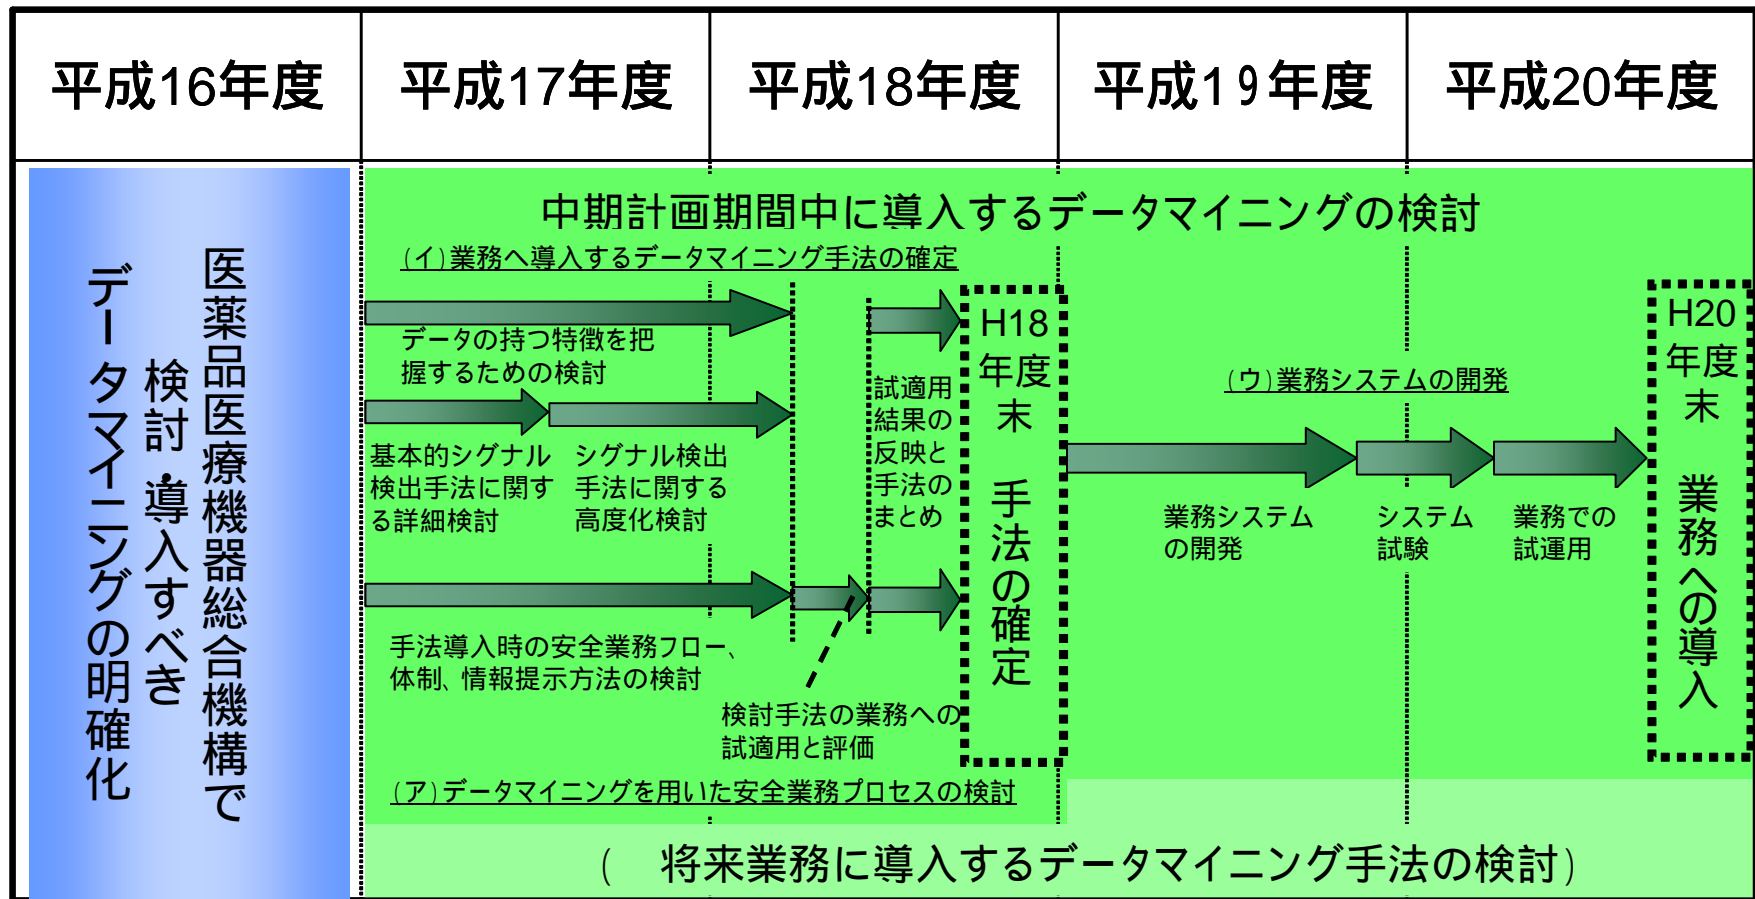 平成16年度
平成17年度
平成18年度
平成19年度
平成20年度
医薬品医療機器総合機構で
検討・導入すべき
データマイニングの明確化
中期計画期間中に導入するデータマイニングの検討
(イ)業務へ導入するデータマイニング手法の確定
データの持つ特徴を把
握するための検討
基本的シグナル
検出手法に関す
る詳細検討
シグナル検出
手法に関する
高度化検討
試適用
結果の
反映と
手法の
まとめ
手法導入時の安全業務フロー、
体制、情報提示方法の検討
検討手法の業務への
試適用と評価
(ア)データマイニングを用いた安全業務プロセスの検討
H18
年度
末
手法の確定
(ウ)業務システムの開発
業務システム
の開発
システム
試験
業務での
試運用
H20
年度
末
業務への導入
(　将来業務に導入するデータマイニング手法の検討)